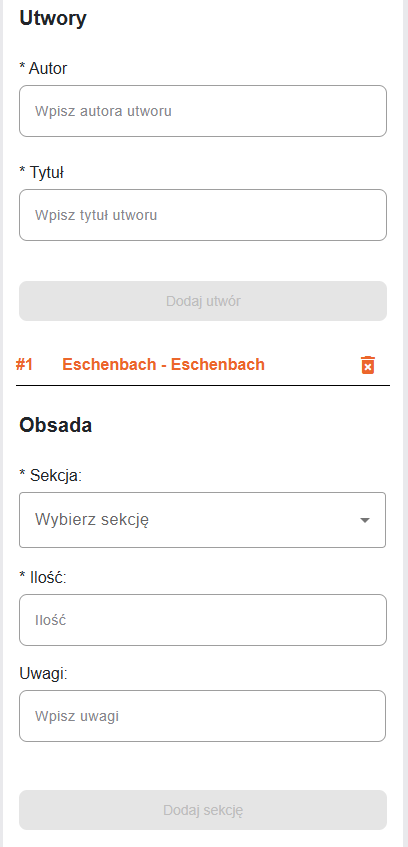 Utwory
* Autor
Wpisz autora utworu
* Tytuł
Wpisz tytuł utworu
Dodaj utwór
#1 Eschenbach - Eschenbach
Obsada
* Sekcja:
Wybierz sekcję
* Ilość:
Ilość
Uwagi:
Wpisz uwagi
Dodaj sekcję